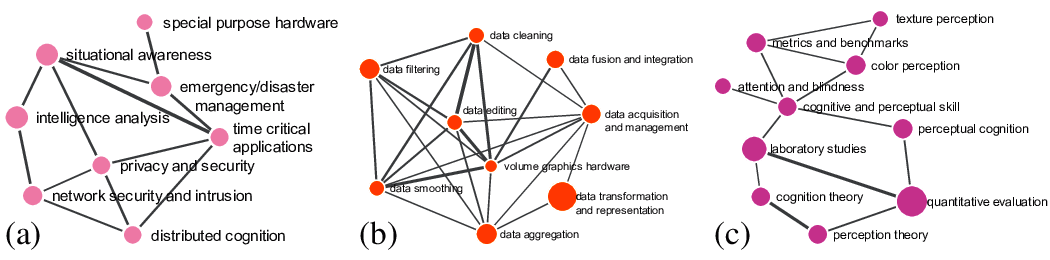 special purpose hardware
situational awareness
emergency/disaster
management
intelligence analysis
time critical
applications
privacy and security
network security and intrusion
distributed cognition
(a)
data cleaning
data fusion and integration
data filtering
data editing
data acquisition
and management
volume graphics hardware
data smoothing
data transformation
and representation
data aggregation
(b)
texture perception
metrics and benchmarks
color perception
attention and blindness
cognitive and perceptual skill
perceptual cognition
laboratory studies
cognition theory
quantitative evaluation
perception theory
(c)